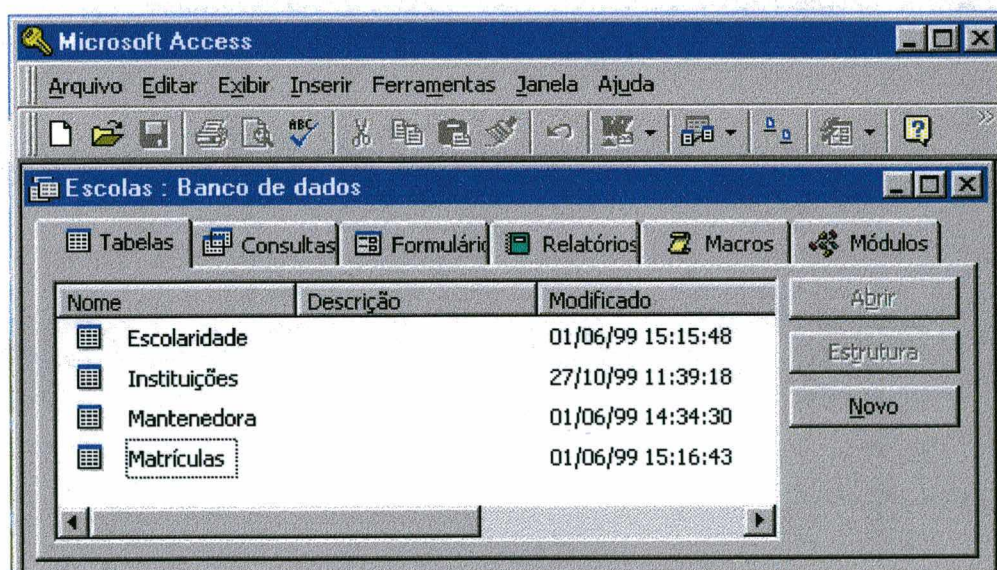 Microsoft Access
Arquivo Editar Exibir Inserir Ferramentas Janela Ajuda
ABC
Escolas : Banco de dados
Tabelas Consultas Formulário Relatórios Macros Módulos
Nome Descrição Modificado Abrir
Escolaridade 01/06/99 15:15:48 Estrutura
Instituições 27/10/99 11:39:18
Mantenedora 01/06/99 14:34:30 Novo
Matrículas 01/06/99 15:16:43